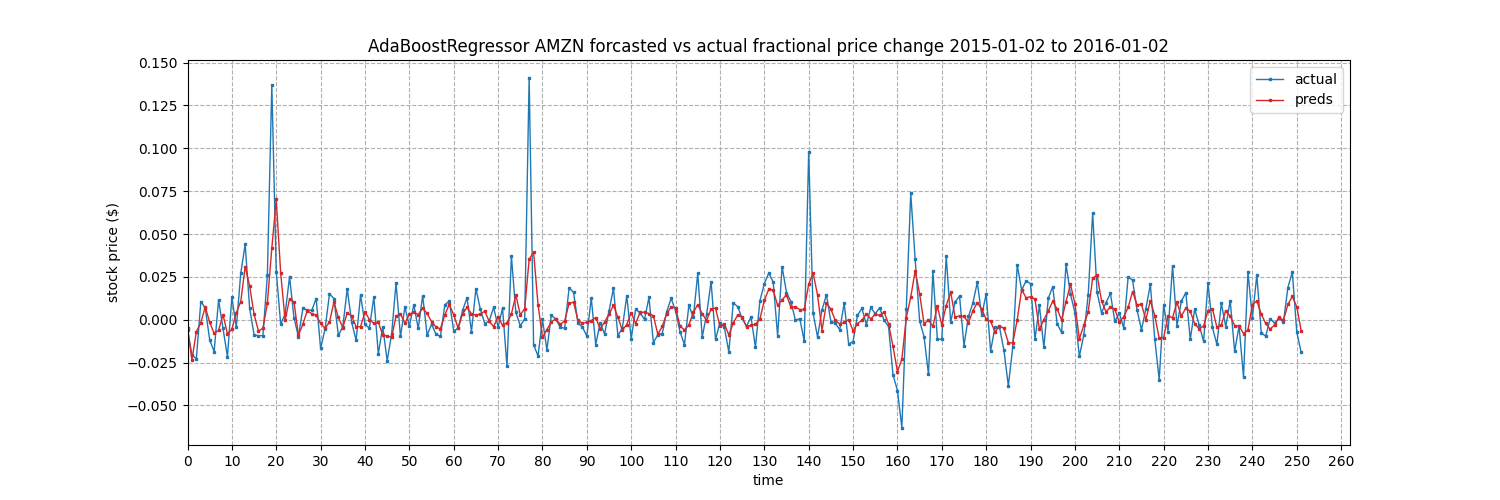 AdaBoostRegressor AMZN forcasted vs actual fractional price change 2015-01-02 to 2016-01-02
0.150
0.125
0.100
0.075
0.050
0.025
0.000
−0.025
−0.050
stock price ($)
actual
preds
0 10 20 30 40 50 60 70 80 90 100 110 120 130 140 150 160 170 180 190 200 210 220 230 240 250 260
time